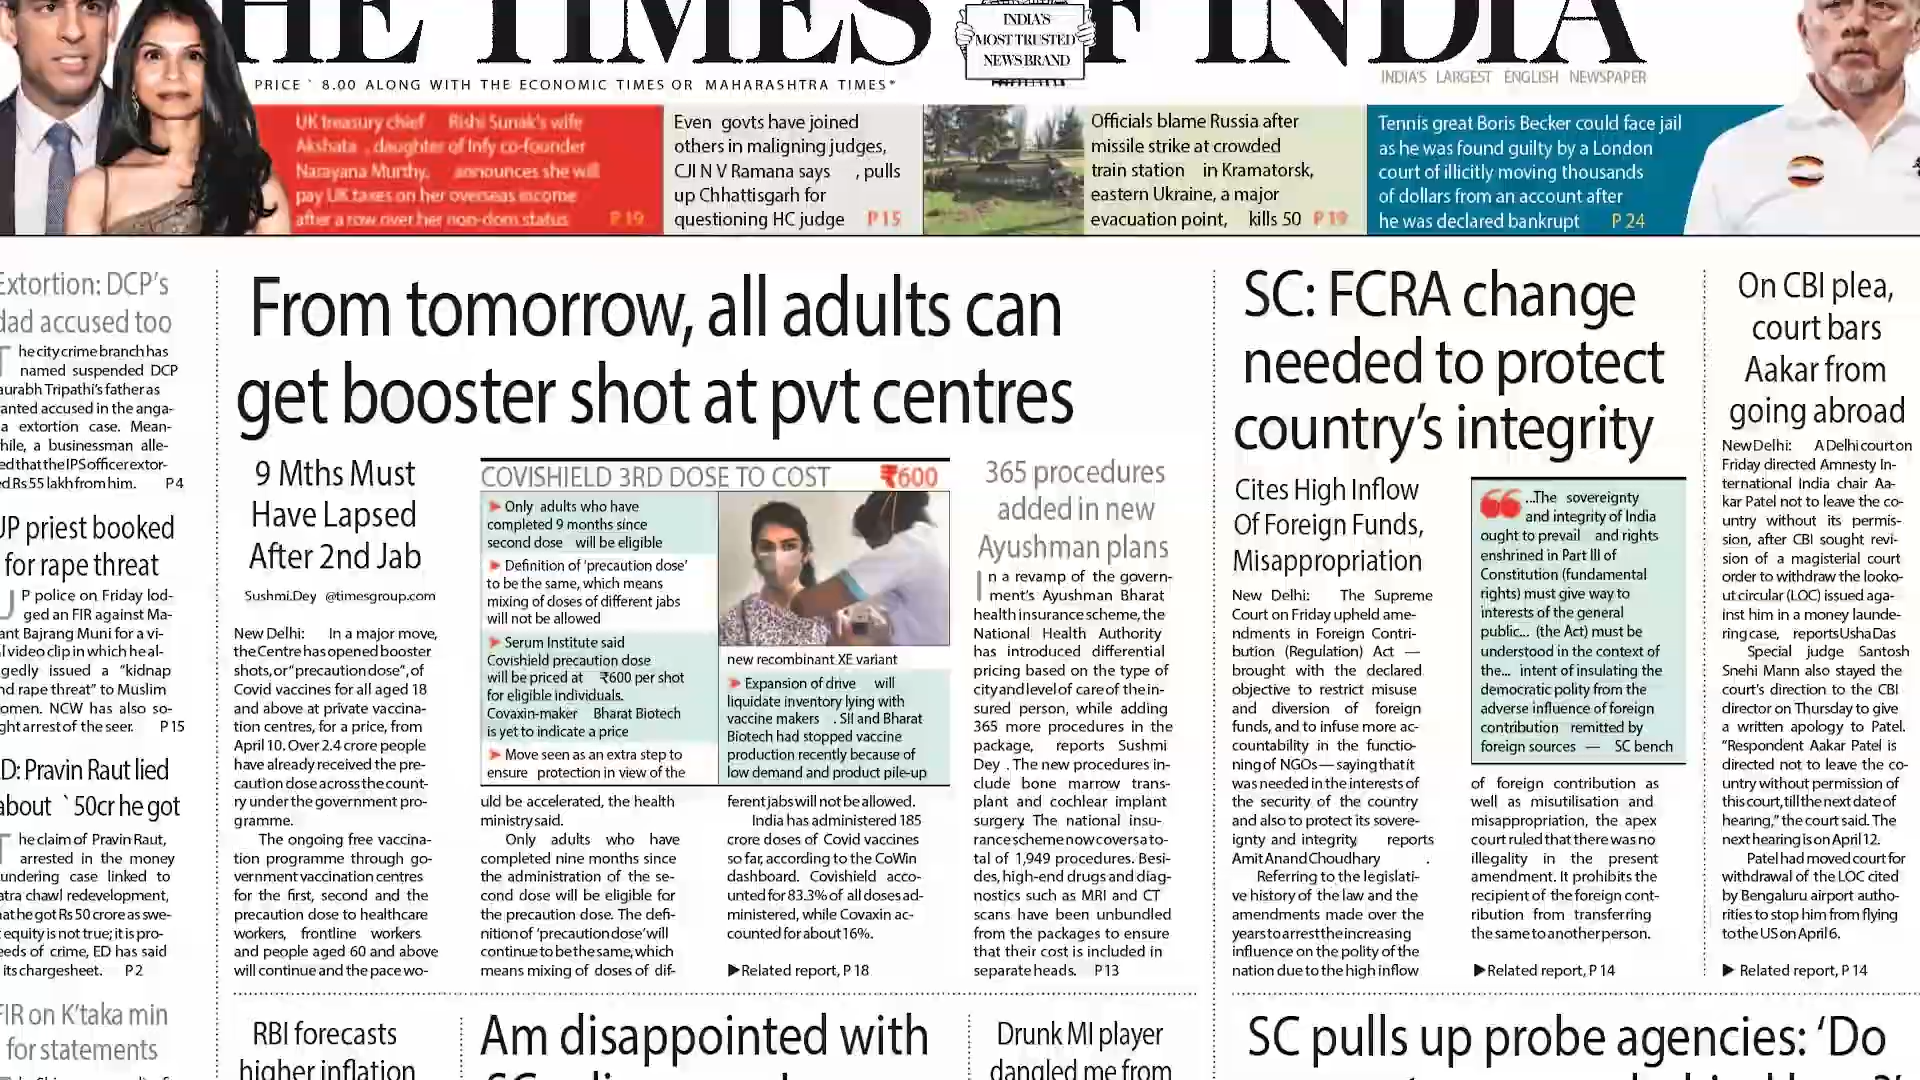 HE TIMES OF INDIA
INDIA'S
MOST TRUSTED
NEWS BRAND
PRICE ` 8.00 ALONG WITH THE ECONOMIC TIMES OR MAHARASHTRA TIMES*
INDIA'S LARGEST ENGLISH NEWSPAPER
UK treasury chief Rishi Sunak's wife
Akshata , daughter of Infy co-founder
Narayana Murthy, announces she will
pay UK taxes on her overseas income
after a row over her non-dom status P 19
Even govts have joined
others in maligning judges,
CJI N V Ramana says , pulls
up Chhattisgarh for
questioning HC judge P 15
Officials blame Russia after
missile strike at crowded
train station in Kramatorsk,
eastern Ukraine, a major
evacuation point, kills 50 P 19
Tennis great Boris Becker could face jail
as he was found guilty by a London
court of illicitly moving thousands
of dollars from an account after
he was declared bankrupt P 24
Extortion: DCP's
dad accused too
The city crime branch has
named suspended DCP
aurabh Tripathi's father as
anted accused in the anga-
a extortion case. Mean-
hile, a businessman alle-
ed that the IPS officer extor-
d Rs 55 lakh from him. P 4
UP priest booked
for rape threat
UP police on Friday lod-
ged an FIR against Ma-
ant Bajrang Muni for a vi-
l video clip in which he al-
gedly issued a "kidnap
nd rape threat" to Muslim
omen. NCW has also so-
ght arrest of the seer. P 15
D: Pravin Raut lied
about ` 50cr he got
The claim of Pravin Raut,
arrested in the money
undering case linked to
atra chawl redevelopment,
at he got Rs 50 crore as swe-
t equity is not true; it is pro-
eeds of crime, ED has said
its chargesheet. P 2
FIR on K'taka min
for statements
From tomorrow, all adults can
get booster shot at pvt centres
9 Mths Must
Have Lapsed
After 2nd Jab
Sushmi.Dey @timesgroup.com
New Delhi: In a major move,
the Centre has opened booster
shots, or "precaution dose", of
Covid vaccines for all aged 18
and above at private vaccina-
tion centres, for a price, from
April 10. Over 2.4 crore people
have already received the pre-
caution dose across the count-
ry under the government pro-
gramme.
The ongoing free vaccina-
tion programme through go-
vernment vaccination centres
for the first, second and the
precaution dose to healthcare
workers, frontline workers
and people aged 60 and above
will continue and the pace wo-
COVISHIELD 3RD DOSE TO COST ₹600
Only adults who have
completed 9 months since
second dose will be eligible
Definition of 'precaution dose'
to be the same, which means
mixing of doses of different jabs
will not be allowed
Serum Institute said
Covishield precaution dose
will be priced at ₹600 per shot
for eligible individuals.
Covaxin-maker Bharat Biotech
is yet to indicate a price
Move seen as an extra step to
ensure protection in view of the
new recombinant XE variant
Expansion of drive will
liquidate inventory lying with
vaccine makers . SII and Bharat
Biotech had stopped vaccine
production recently because of
low demand and product pile-up
uld be accelerated, the health
ministry said.
Only adults who have
completed nine months since
the administration of the se-
cond dose will be eligible for
the precaution dose. The defi-
nition of 'precaution dose' will
continue to be the same, which
means mixing of doses of dif-
ferent jabs will not be allowed.
India has administered 185
crore doses of Covid vaccines
so far, according to the CoWin
dashboard. Covishield acco-
unted for 83.3% of all doses ad-
ministered, while Covaxin ac-
counted for about 16%.
▶Related report, P 18
365 procedures
added in new
Ayushman plans
In a revamp of the govern-
ment's Ayushman Bharat
health insurance scheme, the
National Health Authority
has introduced differential
pricing based on the type of
city and level of care of the in-
sured person, while adding
365 more procedures in the
package, reports Sushmi
Dey . The new procedures in-
clude bone marrow trans-
plant and cochlear implant
surgery. The national insu-
rance scheme now covers a to-
tal of 1,949 procedures. Besi-
des, high-end drugs and diag-
nostics such as MRI and CT
scans have been unbundled
from the packages to ensure
that their cost is included in
separate heads. P 13
SC: FCRA change
needed to protect
country's integrity
Cites High Inflow
Of Foreign Funds,
Misappropriation
New Delhi: The Supreme
Court on Friday upheld ame-
ndments in Foreign Contri-
bution (Regulation) Act —
brought with the declared
objective to restrict misuse
and diversion of foreign
funds, and to infuse more ac-
countability in the functio-
ning of NGOs — saying that it
was needed in the interests of
the security of the country
and also to protect its sovere-
ignty and integrity, reports
Amit Anand Choudhary .
Referring to the legislati-
ve history of the law and the
amendments made over the
years to arrest the increasing
influence on the polity of the
nation due to the high inflow
...The sovereignty
and integrity of India
ought to prevail and rights
enshrined in Part III of
Constitution (fundamental
rights) must give way to
interests of the general
public... (the Act) must be
understood in the context of
the... intent of insulating the
democratic polity from the
adverse influence of foreign
contribution remitted by
foreign sources — SC bench
of foreign contribution as
well as misutilisation and
misappropriation, the apex
court ruled that there was no
illegality in the present
amendment. It prohibits the
recipient of the foreign cont-
ribution from transferring
the same to another person.
▶Related report, P 14
On CBI plea,
court bars
Aakar from
going abroad
New Delhi: A Delhi court on
Friday directed Amnesty In-
ternational India chair Aa-
kar Patel not to leave the co-
untry without its permis-
sion, after CBI sought revi-
sion of a magisterial court
order to withdraw the looko-
ut circular (LOC) issued aga-
inst him in a money launde-
ring case, reports Usha Das
Special judge Santosh
Snehi Mann also stayed the
court's direction to the CBI
director on Thursday to give
a written apology to Patel.
"Respondent Aakar Patel is
directed not to leave the co-
untry without permission of
this court, till the next date of
hearing," the court said. The
next hearing is on April 12.
Patel had moved court for
withdrawal of the LOC cited
by Bengaluru airport autho-
rities to stop him from flying
to the US on April 6.
▶ Related report, P 14
RBI forecasts
higher inflation
Am disappointed with
Drunk MI player
dangled me from
SC pulls up probe agencies: 'Do